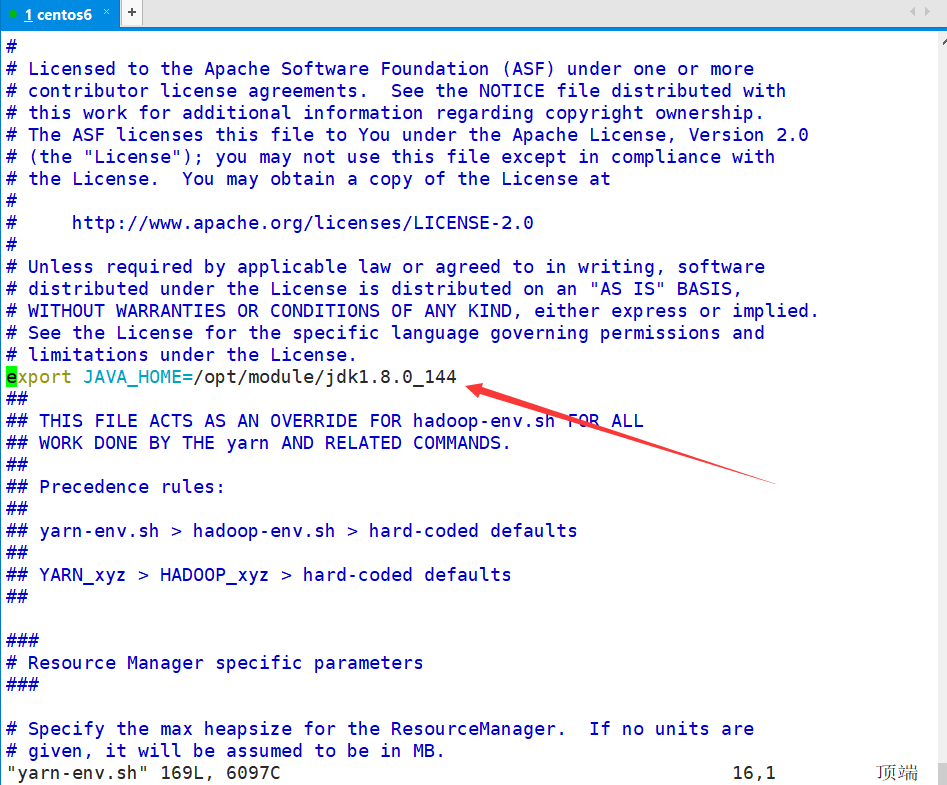 1 centos6 × +
#
# Licensed to the Apache Software Foundation (ASF) under one or more
# contributor license agreements.  See the NOTICE file distributed with
# this work for additional information regarding copyright ownership.
# The ASF licenses this file to You under the Apache License, Version 2.0
# (the "License"); you may not use this file except in compliance with
# the License.  You may obtain a copy of the License at
#
#     http://www.apache.org/licenses/LICENSE-2.0
#
# Unless required by applicable law or agreed to in writing, software
# distributed under the License is distributed on an "AS IS" BASIS,
# WITHOUT WARRANTIES OR CONDITIONS OF ANY KIND, either express or implied.
# See the License for the specific language governing permissions and
# limitations under the License.
export JAVA_HOME=/opt/module/jdk1.8.0_144
##
## THIS FILE ACTS AS AN OVERRIDE FOR hadoop-env.sh FOR ALL
## WORK DONE BY THE yarn AND RELATED COMMANDS.
##
## Precedence rules:
##
## yarn-env.sh > hadoop-env.sh > hard-coded defaults
##
## YARN_xyz > HADOOP_xyz > hard-coded defaults
##
###
# Resource Manager specific parameters
###
# Specify the max heapsize for the ResourceManager.  If no units are
# given, it will be assumed to be in MB.
"yarn-env.sh" 169L, 6097C 16,1 顶端